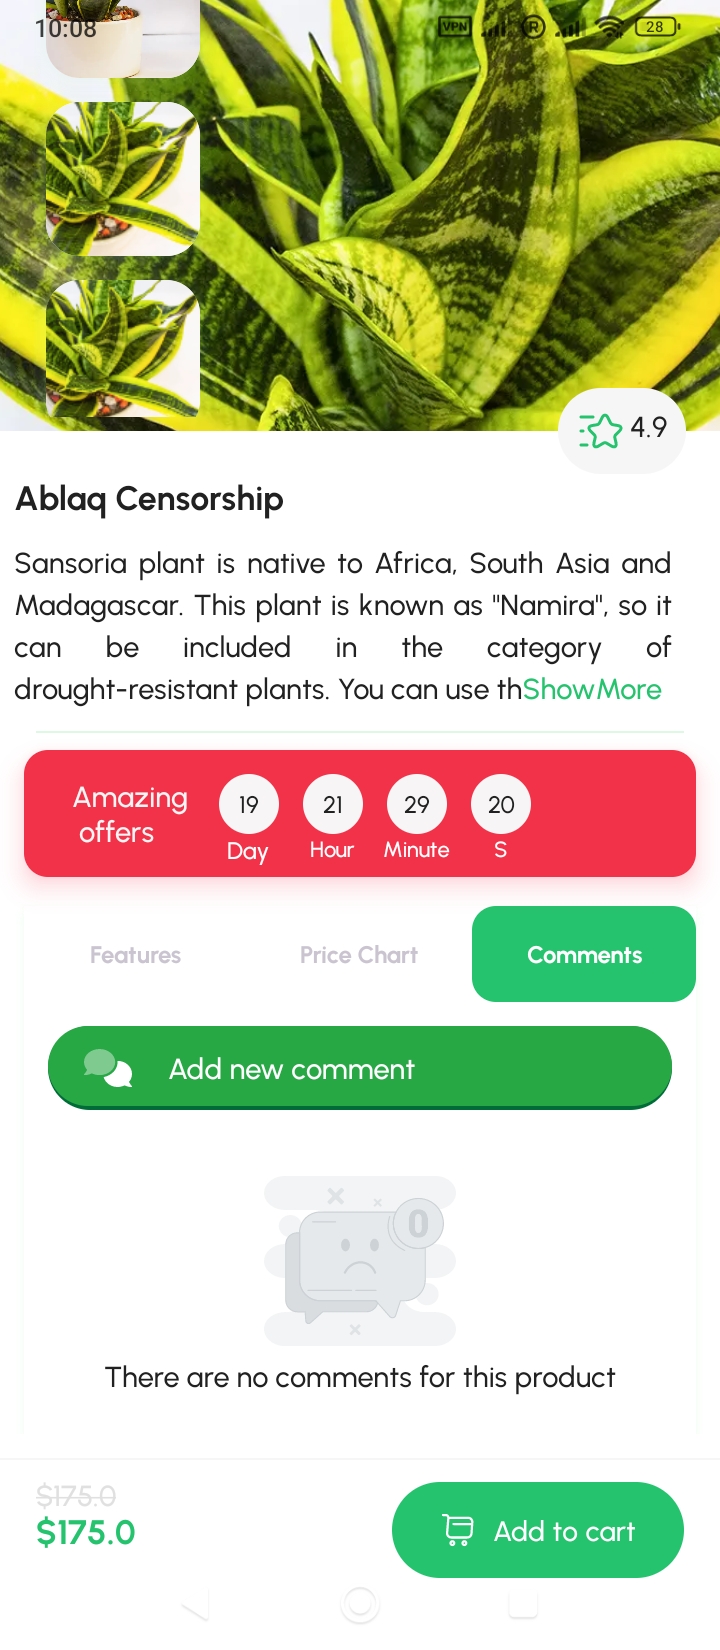 10:08
VPN
R
28
4.9
Ablaq Censorship
Sansoria plant is native to Africa, South Asia and
Madagascar. This plant is known as "Namira", so it
can be included in the category of
drought-resistant plants. You can use thShowMore
Amazing
offers
19 21 29 20
Day Hour Minute S
Features Price Chart Comments
Add new comment
0
There are no comments for this product
$175.0
$175.0
Add to cart